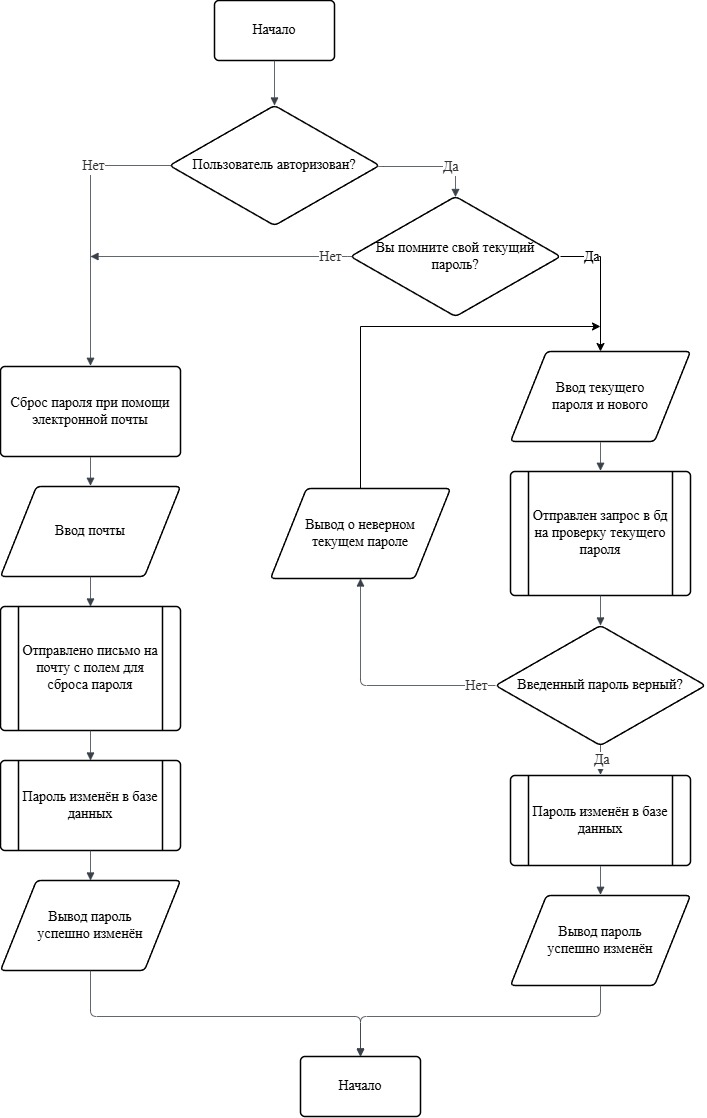 Начало
Пользователь авторизован?
Нет
Да
Вы помните свой текущий
пароль?
Нет
Да
Сброс пароля при помощи
электронной почты
Ввод текущего
пароля и нового
Ввод почты
Вывод о неверном
текущем пароле
Отправлен запрос в бд
на проверку текущего
пароля
Отправлено письмо на
почту с полем для
сброса пароля
Нет
Введенный пароль верный?
Да
Пароль изменён в базе
данных
Пароль изменён в базе
данных
Вывод пароль
успешно изменён
Вывод пароль
успешно изменён
Начало